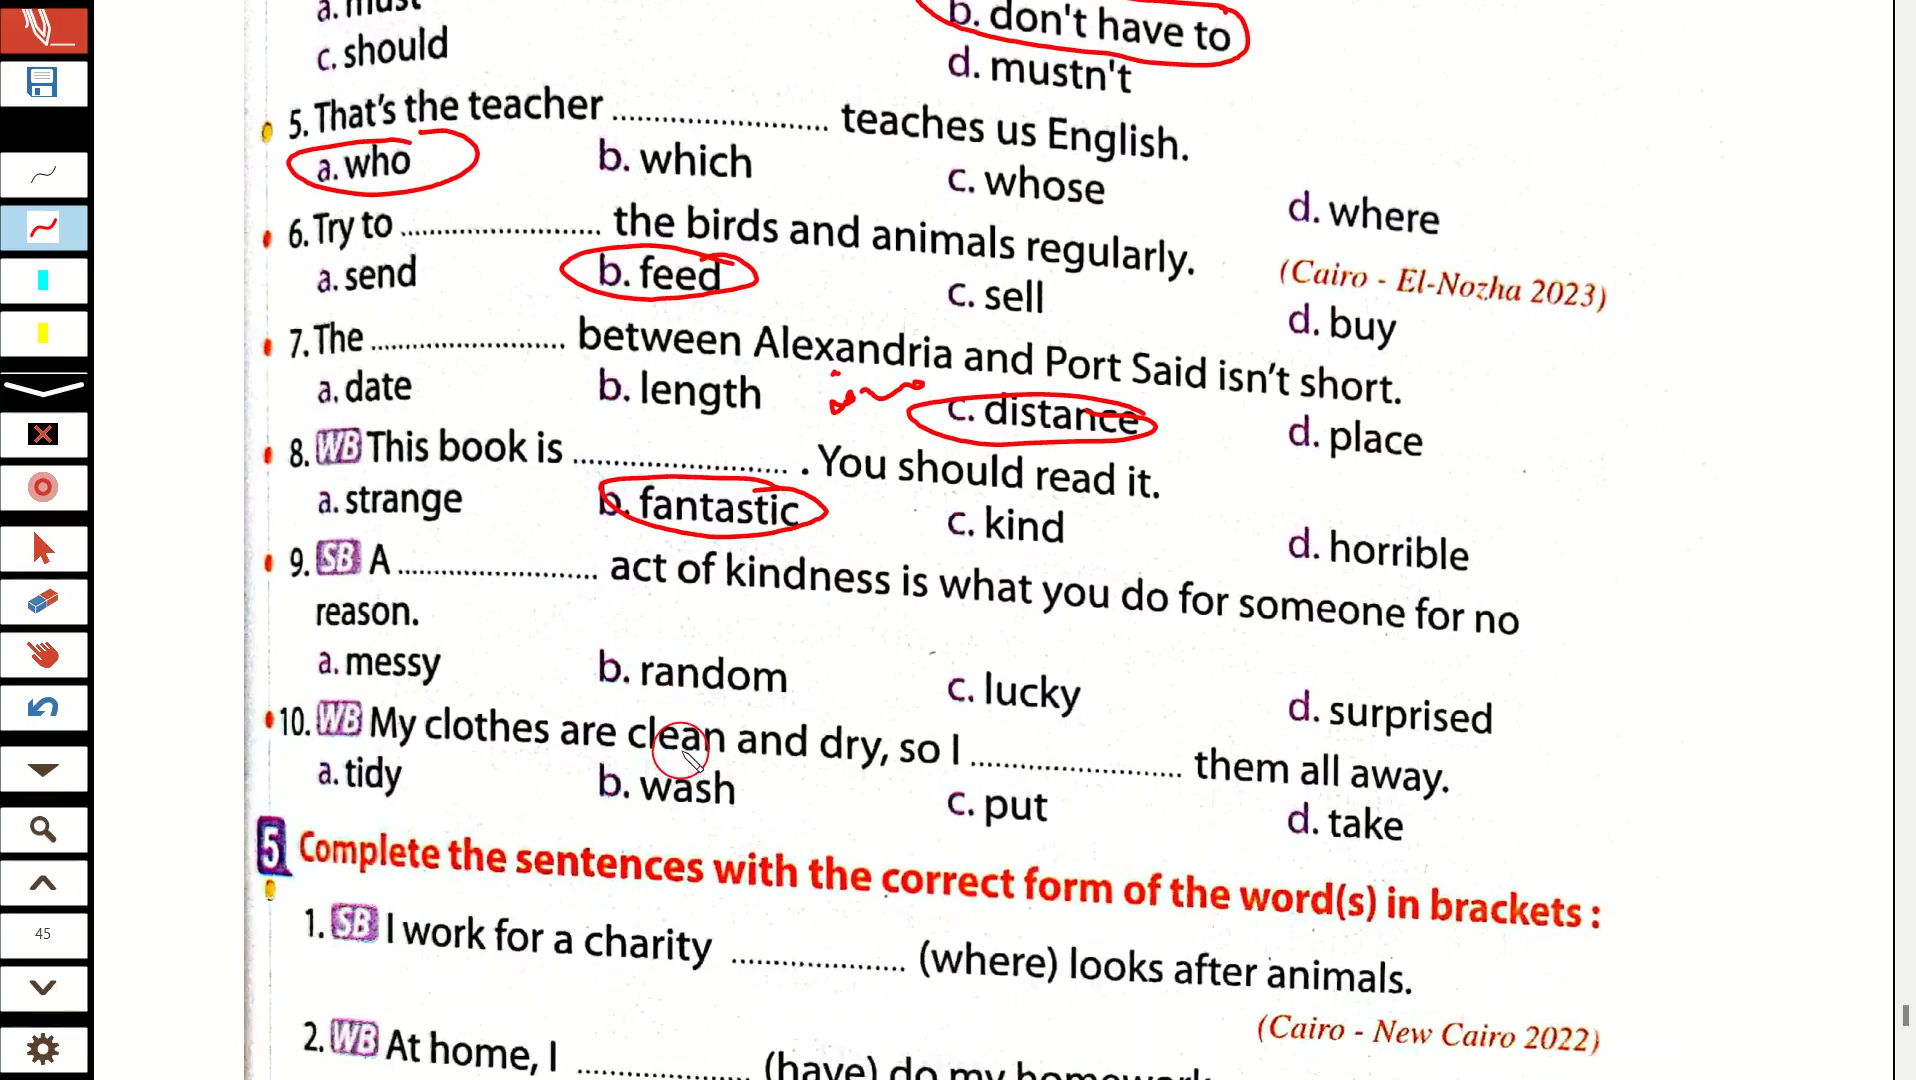 a. must
b. don't have to
c. should
d. mustn't
5. That's the teacher ........................ teaches us English.
a. who b. which c. whose d. where
6. Try to ........................ the birds and animals regularly.
(Cairo - El-Nozha 2023)
a. send b. feed c. sell d. buy
7. The ........................ between Alexandria and Port Said isn't short.
a. date b. length c. distance d. place
8. WB This book is ........................ . You should read it.
a. strange b. fantastic c. kind d. horrible
9. SB A ........................ act of kindness is what you do for someone for no
reason.
a. messy b. random c. lucky d. surprised
10. WB My clothes are clean and dry, so I ........................ them all away.
a. tidy b. wash c. put d. take
5 Complete the sentences with the correct form of the word(s) in brackets :
1. SB I work for a charity .................... (where) looks after animals.
(Cairo - New Cairo 2022)
2. WB At home, I .................... (have) do my homework
45